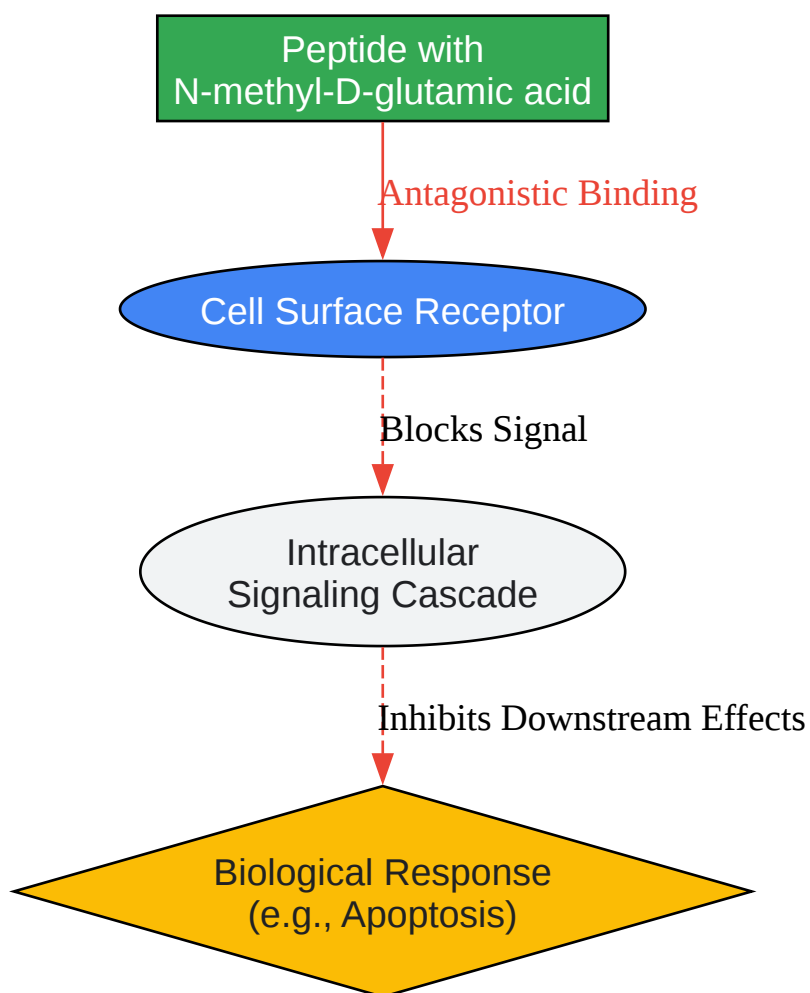 Peptide with
N-methyl-D-glutamic acid
Antagonistic Binding
Cell Surface Receptor
Blocks Signal
Intracellular
Signaling Cascade
Inhibits Downstream Effects
Biological Response
(e.g., Apoptosis)